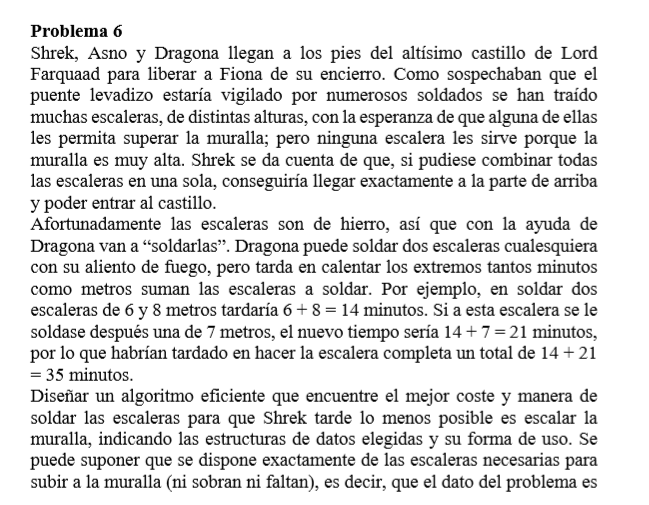 Problema 6
Shrek, Asno y Dragona llegan a los pies del altísimo castillo de Lord
Farquaad para liberar a Fiona de su encierro. Como sospechaban que el
puente levadizo estaría vigilado por numerosos soldados se han traído
muchas escaleras, de distintas alturas, con la esperanza de que alguna de ellas
les permita superar la muralla; pero ninguna escalera les sirve porque la
muralla es muy alta. Shrek se da cuenta de que, si pudiese combinar todas
las escaleras en una sola, conseguiría llegar exactamente a la parte de arriba
y poder entrar al castillo.
Afortunadamente las escaleras son de hierro, así que con la ayuda de
Dragona van a “soldarlas”. Dragona puede soldar dos escaleras cualesquiera
con su aliento de fuego, pero tarda en calentar los extremos tantos minutos
como metros suman las escaleras a soldar. Por ejemplo, en soldar dos
escaleras de 6 y 8 metros tardaría 6 + 8 = 14 minutos. Si a esta escalera se le
soldase después una de 7 metros, el nuevo tiempo sería 14 + 7 = 21 minutos,
por lo que habrían tardado en hacer la escalera completa un total de 14 + 21
= 35 minutos.
Diseñar un algoritmo eficiente que encuentre el mejor coste y manera de
soldar las escaleras para que Shrek tarde lo menos posible es escalar la
muralla, indicando las estructuras de datos elegidas y su forma de uso. Se
puede suponer que se dispone exactamente de las escaleras necesarias para
subir a la muralla (ni sobran ni faltan), es decir, que el dato del problema es